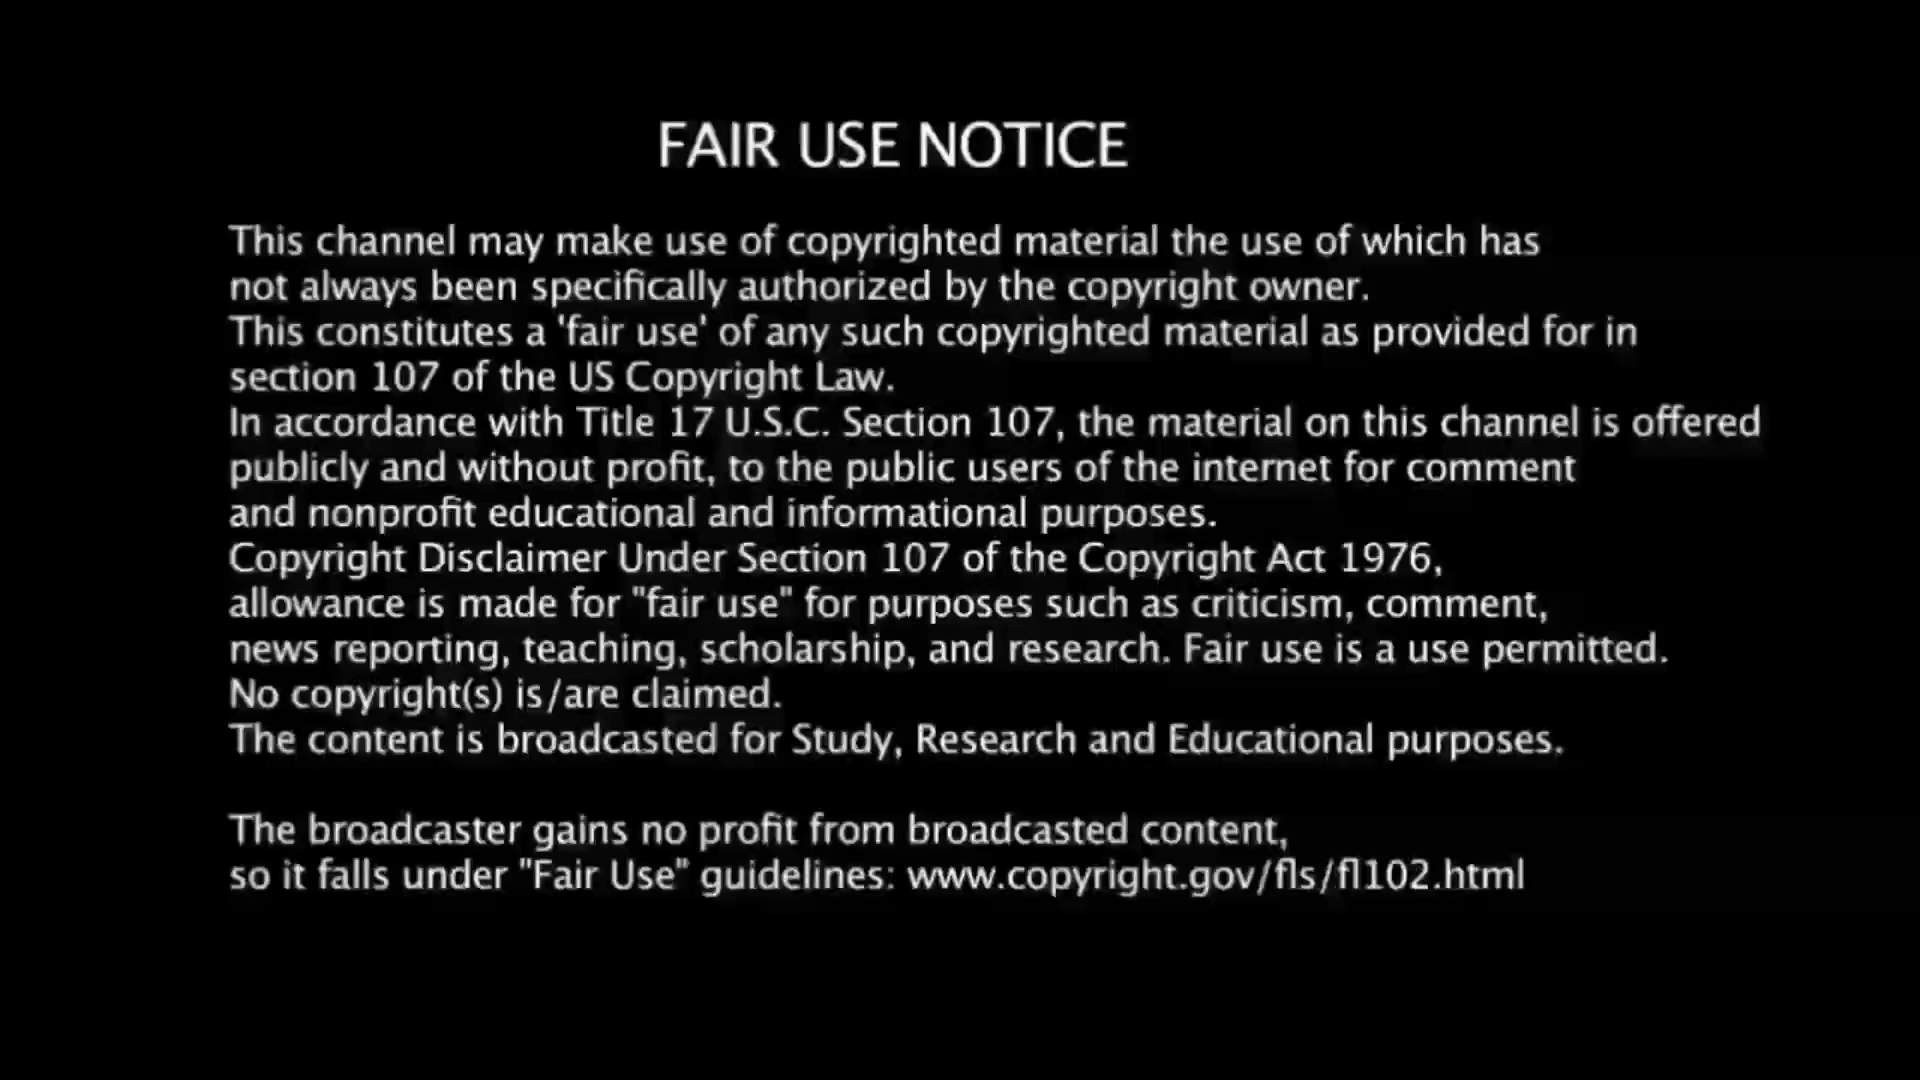 FAIR USE NOTICE
This channel may make use of copyrighted material the use of which has
not always been specifically authorized by the copyright owner.
This constitutes a 'fair use' of any such copyrighted material as provided for in
section 107 of the US Copyright Law.
In accordance with Title 17 U.S.C. Section 107, the material on this channel is offered
publicly and without profit, to the public users of the internet for comment
and nonprofit educational and informational purposes.
Copyright Disclaimer Under Section 107 of the Copyright Act 1976,
allowance is made for "fair use" for purposes such as criticism, comment,
news reporting, teaching, scholarship, and research. Fair use is a use permitted.
No copyright(s) is/are claimed.
The content is broadcasted for Study, Research and Educational purposes.
The broadcaster gains no profit from broadcasted content,
so it falls under "Fair Use" guidelines: www.copyright.gov/fls/fl102.html